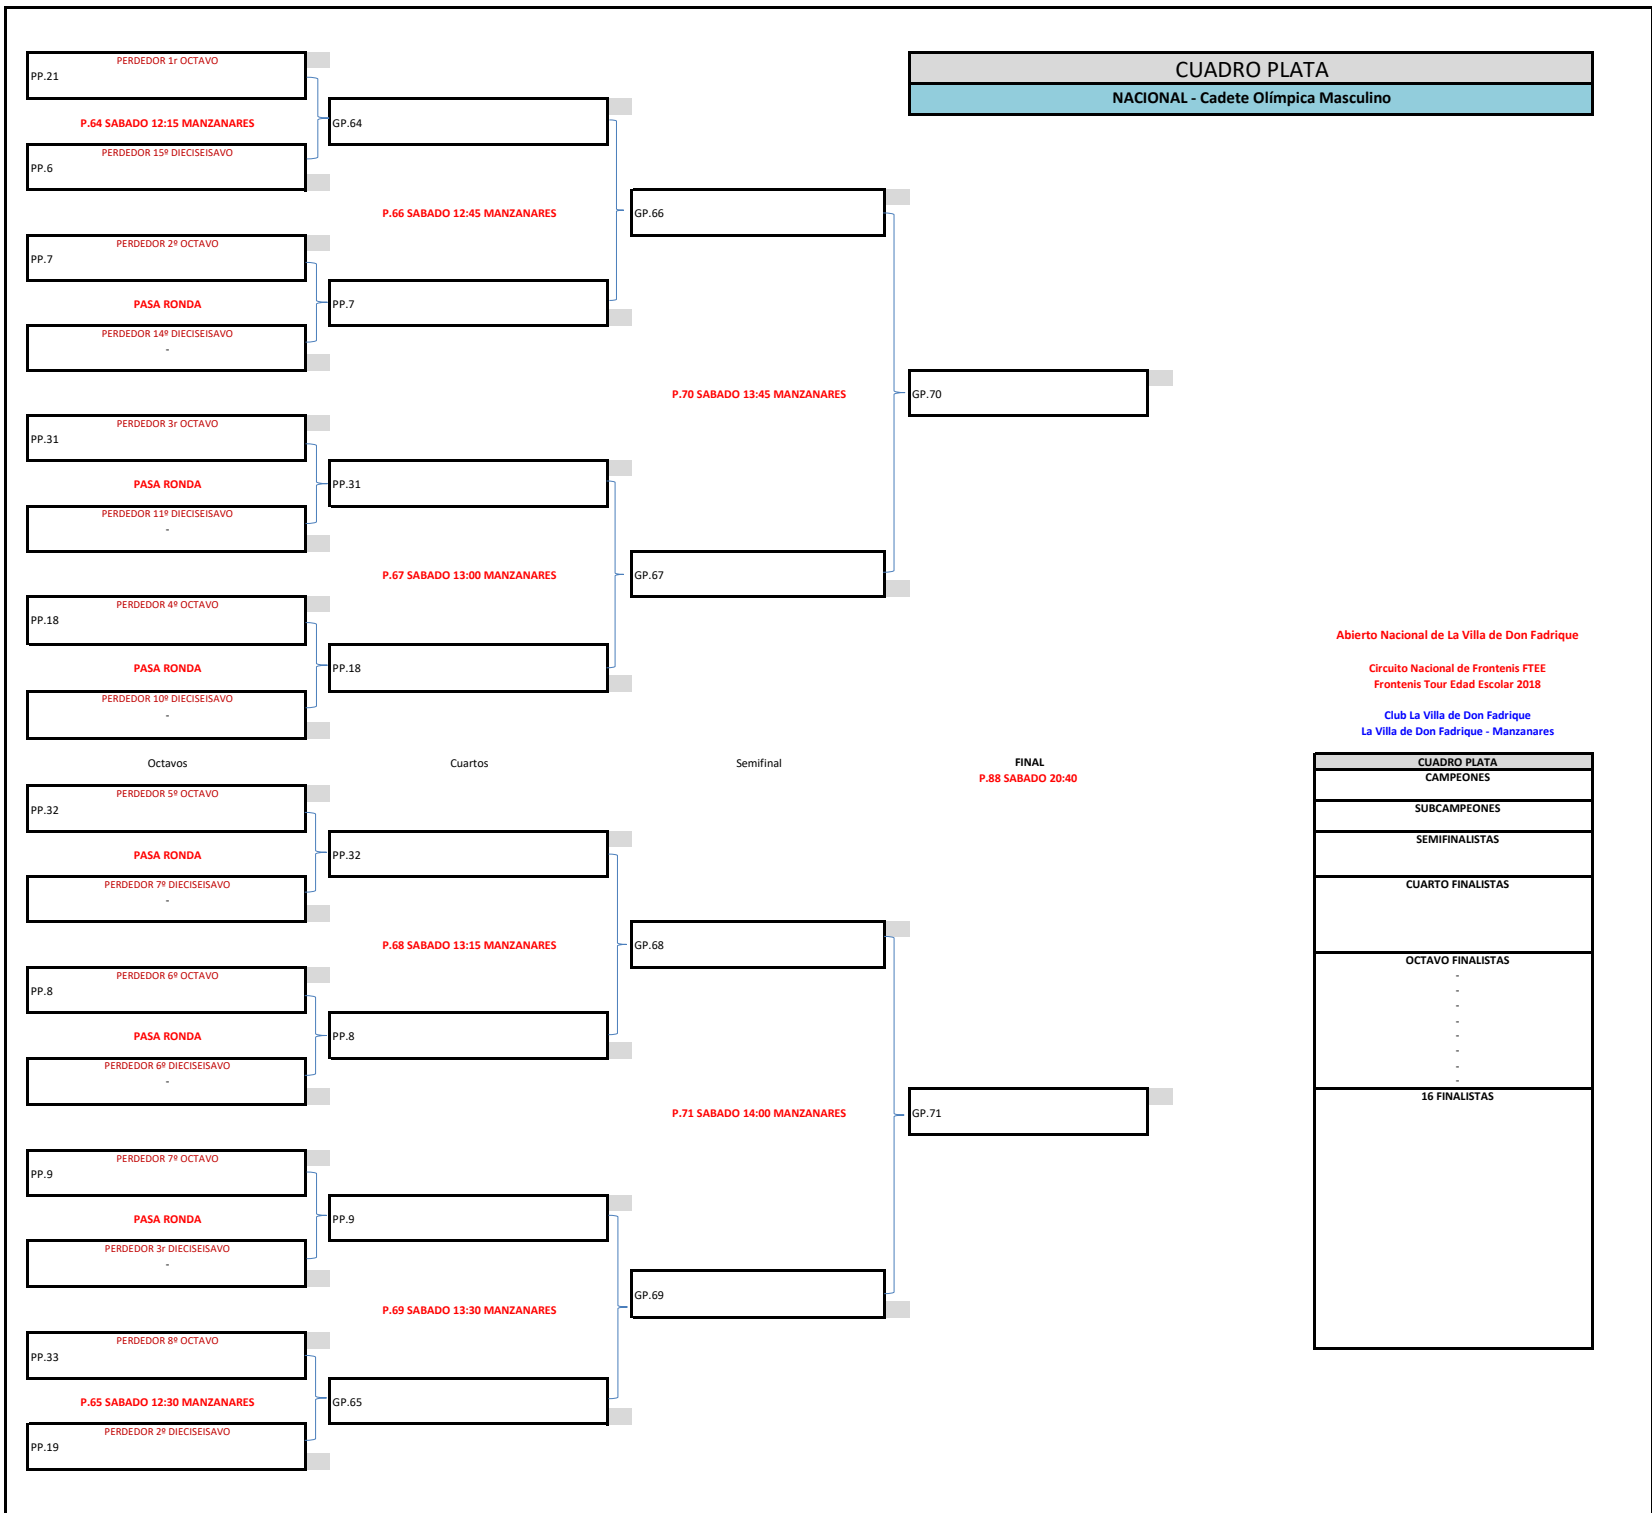 CUADRO PLATA
NACIONAL - Cadete Olímpica Masculino
PERDEDOR 1r OCTAVO
PP.21
P.64 SABADO 12:15 MANZANARES
GP.64
PERDEDOR 15º DIECISEISAVO
PP.6
P.66 SABADO 12:45 MANZANARES
GP.66
PERDEDOR 2º OCTAVO
PP.7
PASA RONDA
PP.7
PERDEDOR 14º DIECISEISAVO
-
P.70 SABADO 13:45 MANZANARES
GP.70
PERDEDOR 3r OCTAVO
PP.31
PASA RONDA
PP.31
PERDEDOR 11º DIECISEISAVO
-
P.67 SABADO 13:00 MANZANARES
GP.67
PERDEDOR 4º OCTAVO
PP.18
PASA RONDA
PP.18
PERDEDOR 10º DIECISEISAVO
-
Abierto Nacional de La Villa de Don Fadrique
Circuito Nacional de Frontenis FTEE
Frontenis Tour Edad Escolar 2018
Club La Villa de Don Fadrique
La Villa de Don Fadrique - Manzanares
Octavos
Cuartos
Semifinal
FINAL
P.88 SABADO 20:40
PERDEDOR 5º OCTAVO
PP.32
PASA RONDA
PP.32
PERDEDOR 7º DIECISEISAVO
-
P.68 SABADO 13:15 MANZANARES
GP.68
PERDEDOR 6º OCTAVO
PP.8
PASA RONDA
PP.8
PERDEDOR 6º DIECISEISAVO
-
P.71 SABADO 14:00 MANZANARES
GP.71
PERDEDOR 7º OCTAVO
PP.9
PASA RONDA
PP.9
PERDEDOR 3r DIECISEISAVO
-
P.69 SABADO 13:30 MANZANARES
GP.69
PERDEDOR 8º OCTAVO
PP.33
P.65 SABADO 12:30 MANZANARES
GP.65
PERDEDOR 2º DIECISEISAVO
PP.19
CUADRO PLATA
CAMPEONES
SUBCAMPEONES
SEMIFINALISTAS
CUARTO FINALISTAS
OCTAVO FINALISTAS
-
-
-
-
-
-
-
-
16 FINALISTAS